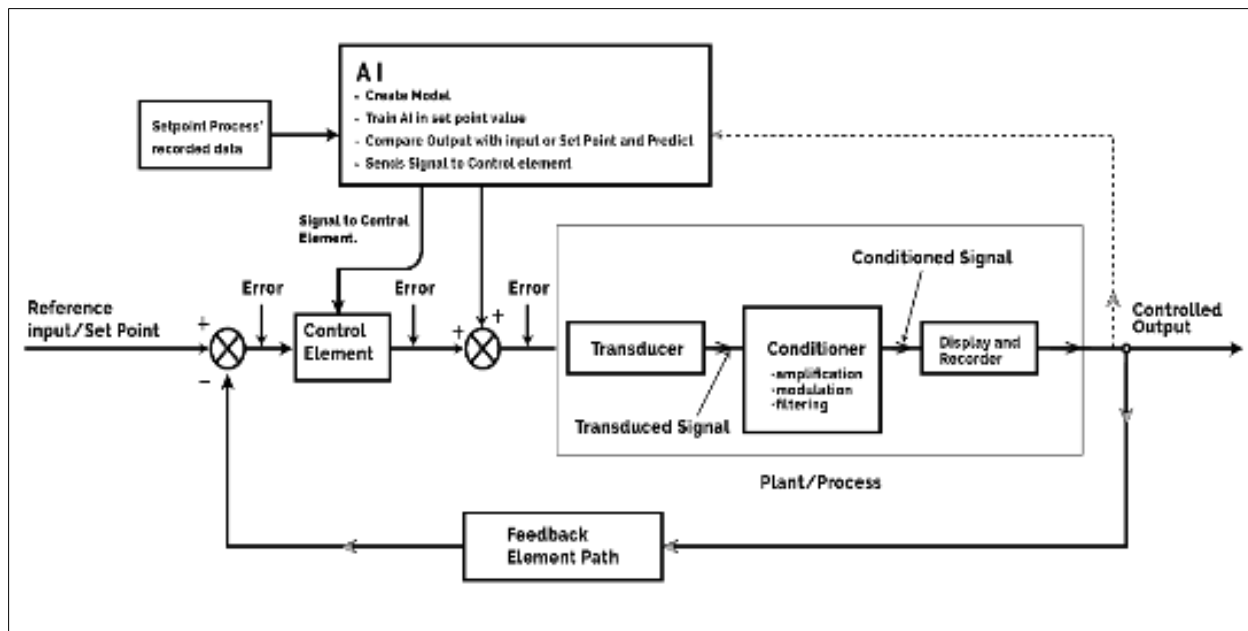 AI
- Create Model
- Train AI in set point value
- Compare Output with input or Set Point and Predict
- Sends Signal to Control element
Setpoint Process'
recorded data
Signal to Control
Element.
Reference
input/Set Point
+
−
Error
Control
Element
Error
+
+
Error
Transducer
Transduced Signal
Conditioner
-amplification
-modulation
-filtering
Conditioned Signal
Display and
Recorder
Controlled
Output
Plant/Process
Feedback
Element Path